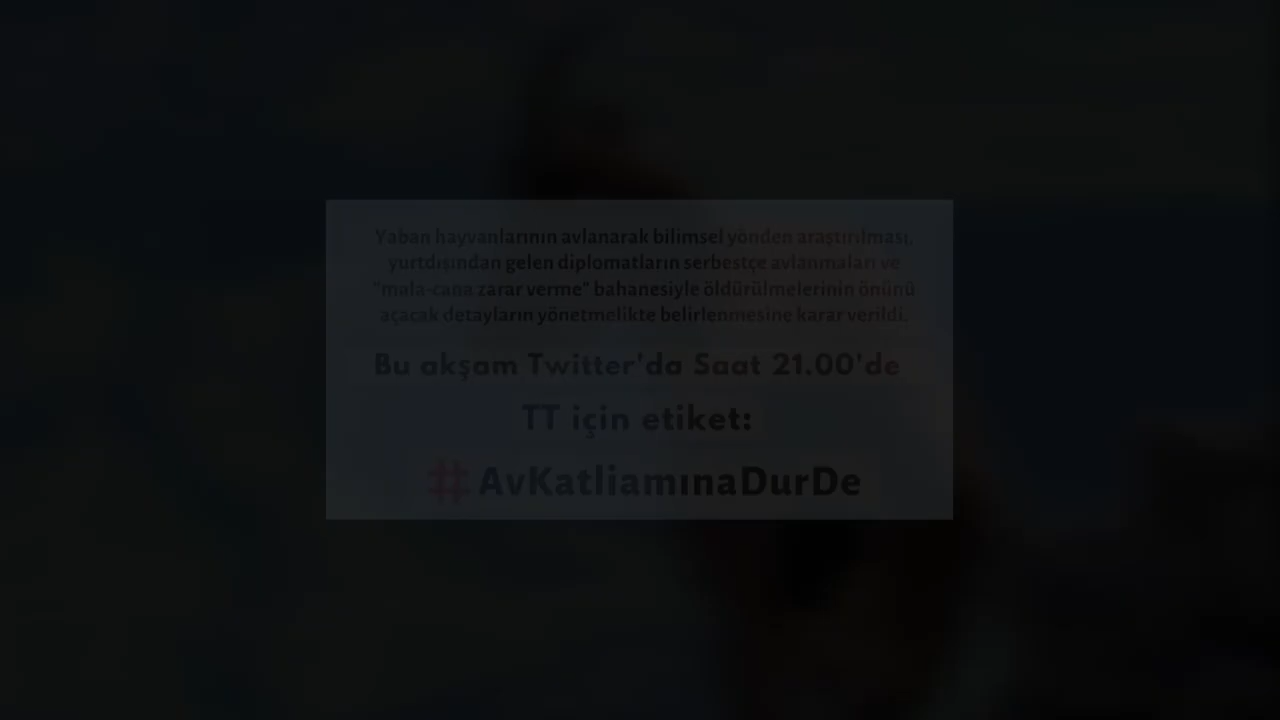 Yaban hayvanlarının avlanarak bilimsel yönden araştırılması,
yurtdışından gelen diplomatların serbestçe avlanmaları ve
"mala-cana zarar verme" bahanesiyle öldürülmelerinin önünü
açacak detayların yönetmelikte belirlenmesine karar verildi.
Bu akşam Twitter'da Saat 21.00'de
TT için etiket:
#AvKatliamınaDurDe